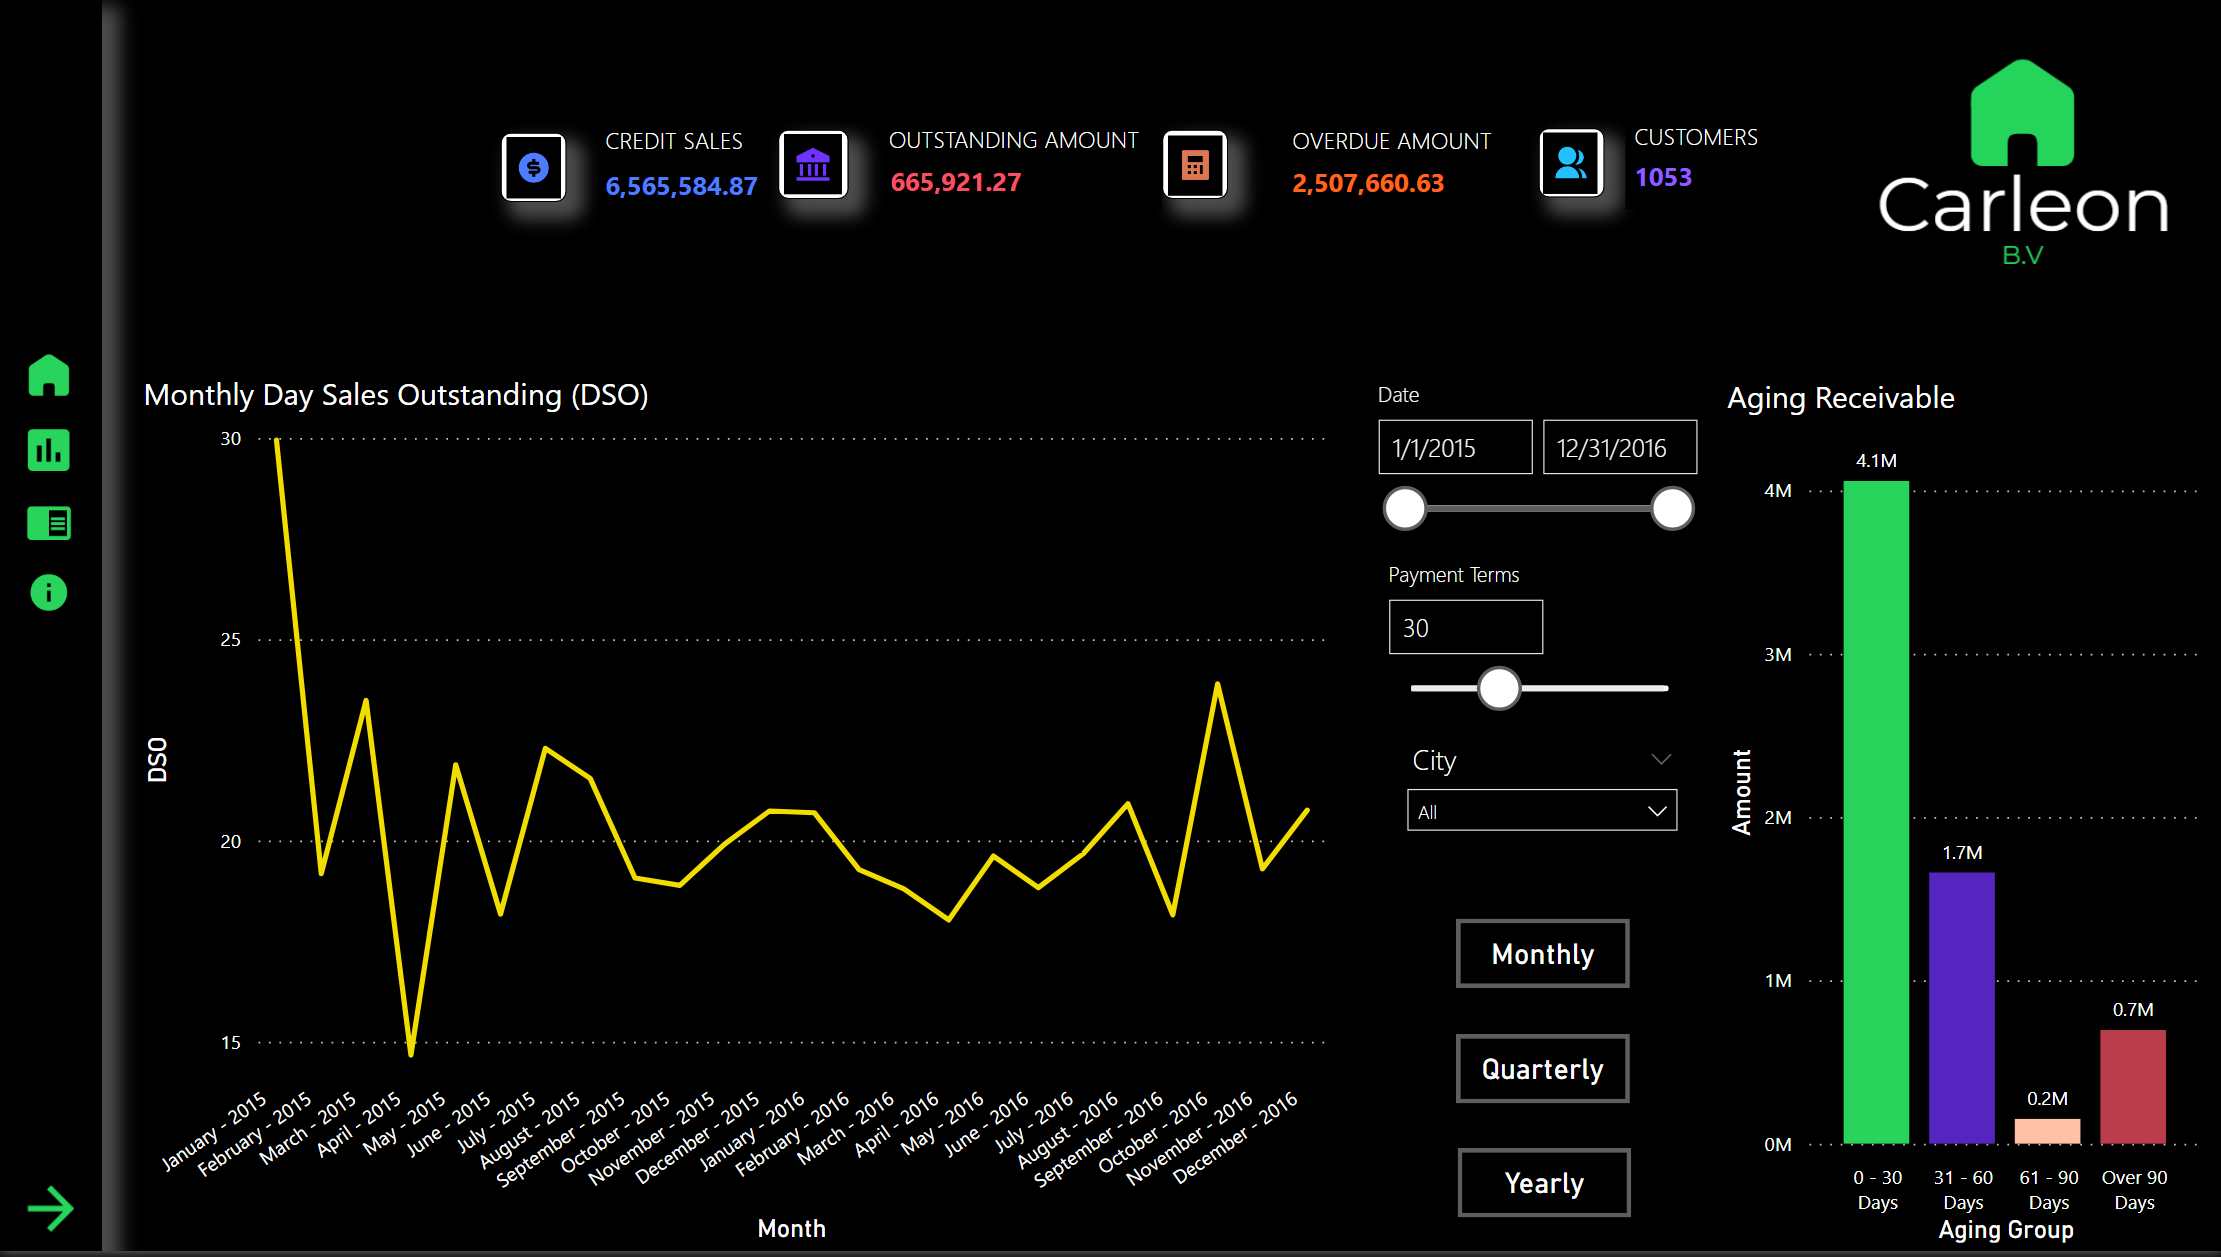 CREDIT SALES
6,565,584.87
OUTSTANDING AMOUNT
665,921.27
OVERDUE AMOUNT
2,507,660.63
CUSTOMERS
1053
Carleon
B.V
Monthly Day Sales Outstanding (DSO)
30
25
20
15
DSO
January - 2015
February - 2015
March - 2015
April - 2015
May - 2015
June - 2015
July - 2015
August - 2015
September - 2015
October - 2015
November - 2015
December - 2015
January - 2016
February - 2016
March - 2016
April - 2016
May - 2016
June - 2016
July - 2016
August - 2016
September - 2016
October - 2016
November - 2016
December - 2016
Month
Date
1/1/2015
12/31/2016
Payment Terms
30
City
All
Monthly
Quarterly
Yearly
Aging Receivable
4M
3M
2M
1M
0M
Amount
4.1M
1.7M
0.2M
0.7M
0 - 30
Days
31 - 60
Days
61 - 90
Days
Over 90
Days
Aging Group